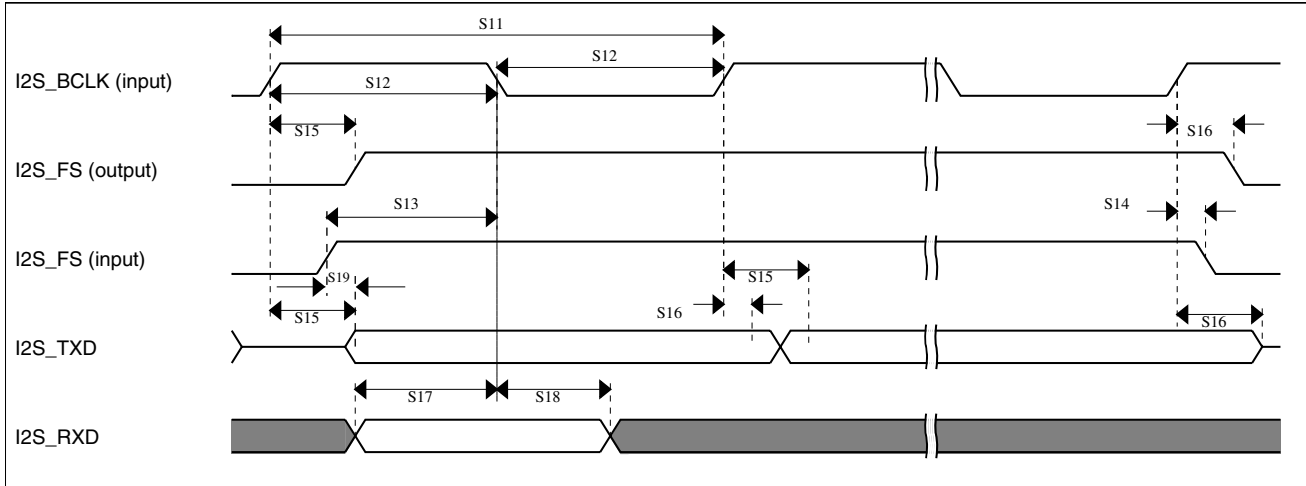 S11
I2S_BCLK (input)
S12
S12
S15
S16
I2S_FS (output)
S13
S14
I2S_FS (input)
S19
S15
S15
S16
S16
I2S_TXD
S17
S18
I2S_RXD